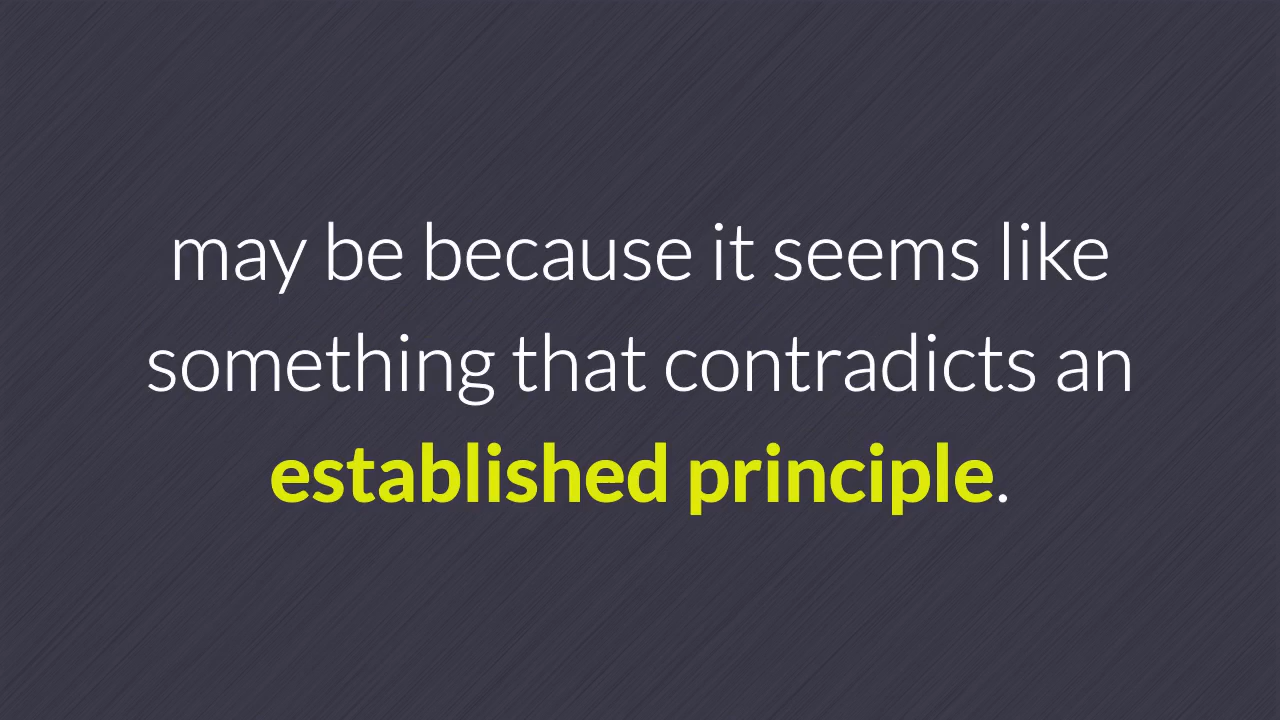 may be because it seems like
something that contradicts an
established principle.